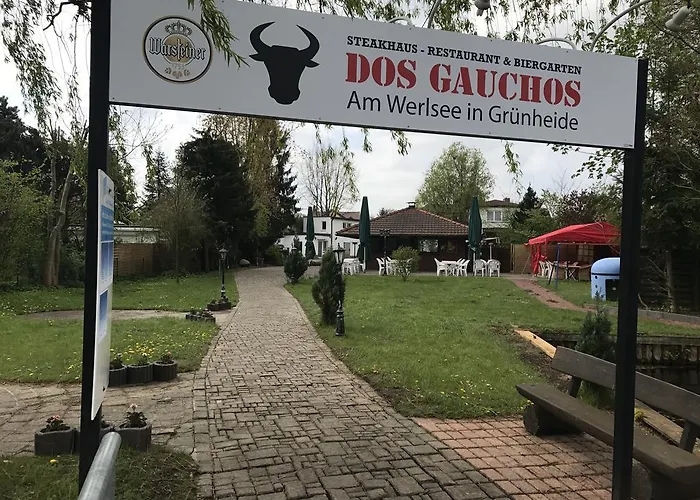 Warsteiner
STEAKHAUS - RESTAURANT & BIERGARTEN
DOS GAUCHOS
Am Werlsee in Grünheide